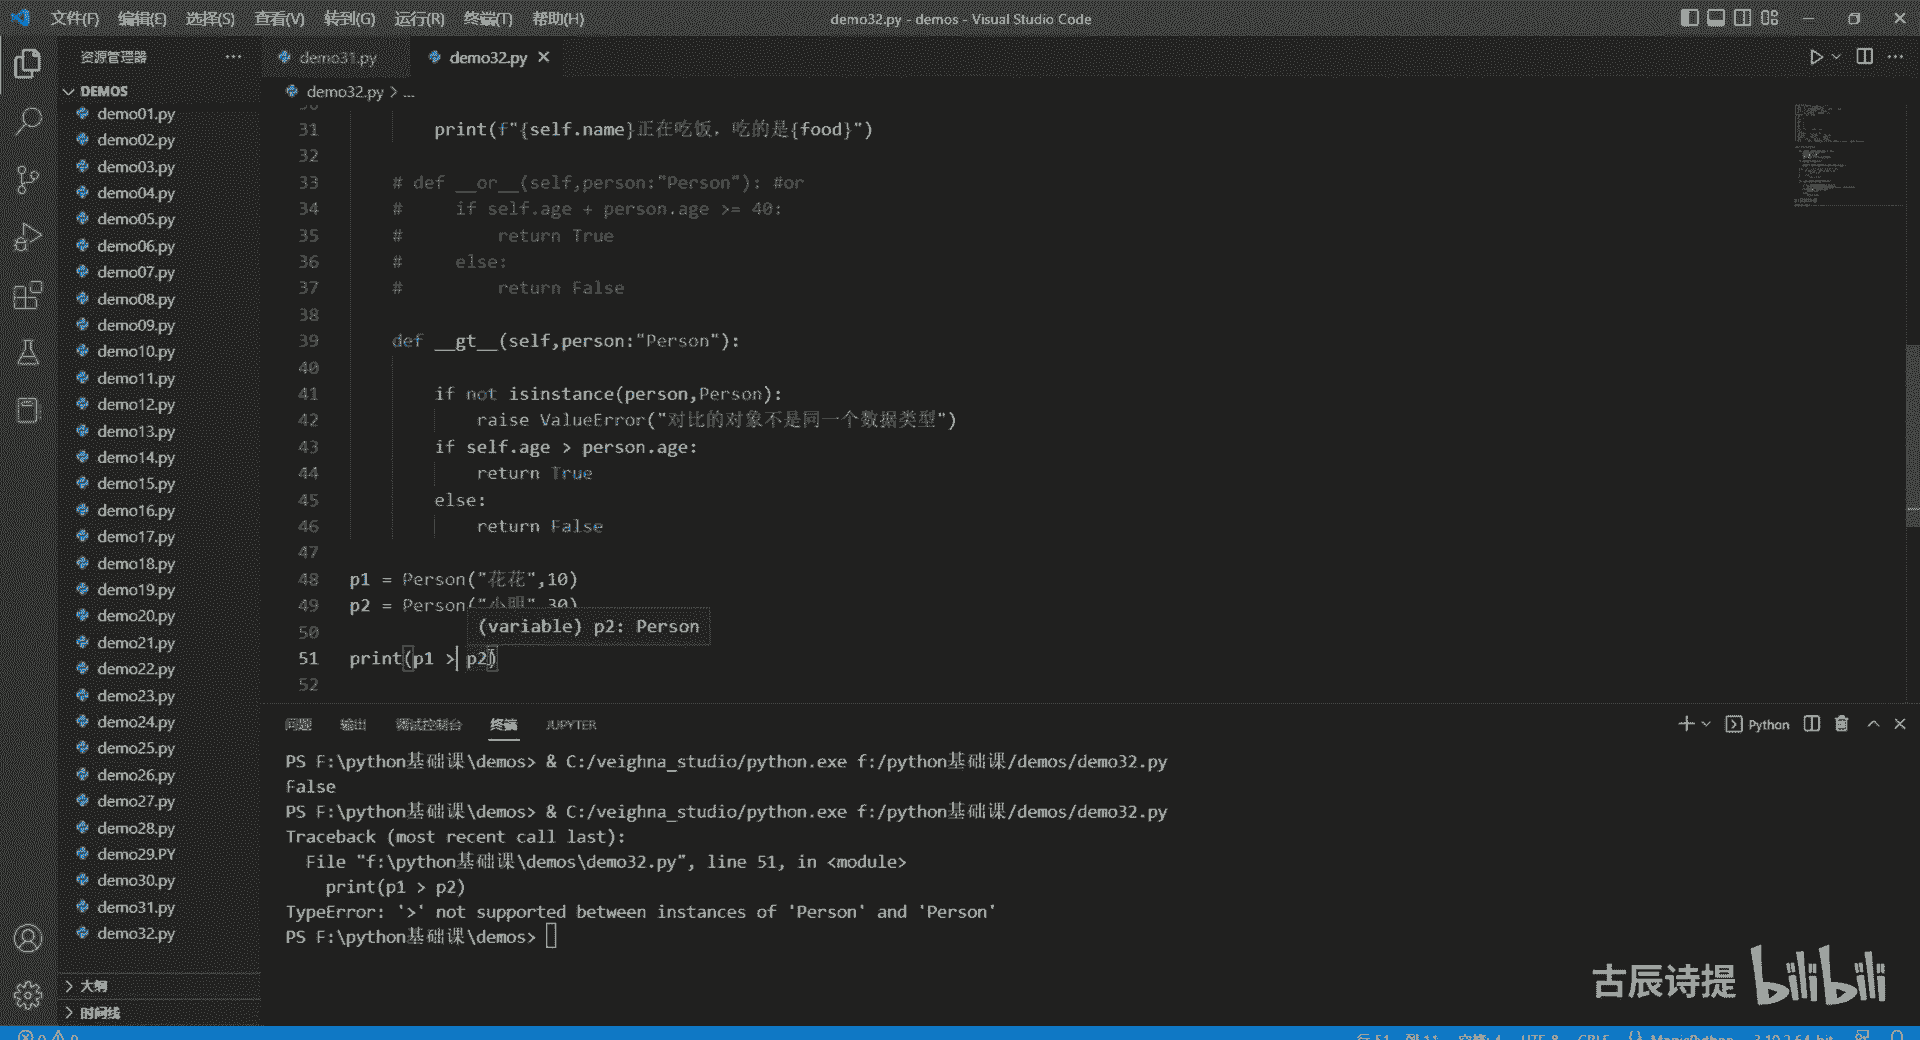 文件(F) 编辑(E) 选择(S) 查看(V) 转到(G) 运行(R) 终端(T) 帮助(H)
demo32.py - demos - Visual Studio Code
资源管理器
demo31.py
demo32.py
DEMOS
demo32.py > ...
demo01.py
demo02.py
demo03.py
demo04.py
demo05.py
demo06.py
demo07.py
demo08.py
demo09.py
demo10.py
demo11.py
demo12.py
demo13.py
demo14.py
demo15.py
demo16.py
demo17.py
demo18.py
demo19.py
demo20.py
demo21.py
demo22.py
demo23.py
demo24.py
demo25.py
demo26.py
demo27.py
demo28.py
demo29.PY
demo30.py
demo31.py
demo32.py
大纲
时间线
31 print(f"{self.name}正在吃饭，吃的是{food}")
32
33 # def __or__(self,person:"Person"): #or
34 #     if self.age + person.age >= 40:
35 #         return True
36 #     else:
37 #         return False
38
39 def __gt__(self,person:"Person"):
40
41 if not isinstance(person,Person):
42 raise ValueError("对比的对象不是同一个数据类型")
43 if self.age > person.age:
44 return True
45 else:
46 return False
47
48 p1 = Person("花花",10)
49 p2 = Person("小明",30)
50
(variable) p2: Person
51 print(p1 > p2)
52
问题 输出 调试控制台 终端 JUPYTER
Python
PS F:\python基础课\demos> & C:/veighna_studio/python.exe f:/python基础课/demos/demo32.py
False
PS F:\python基础课\demos> & C:/veighna_studio/python.exe f:/python基础课/demos/demo32.py
Traceback (most recent call last):
File "f:\python基础课\demos\demo32.py", line 51, in <module>
print(p1 > p2)
TypeError: '>' not supported between instances of 'Person' and 'Person'
PS F:\python基础课\demos>
古辰诗提 bilibili